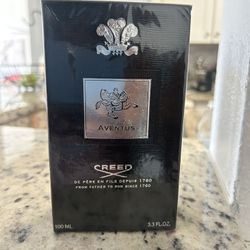 AVENTUS
CREED
DE PÈRE EN FILS DEPUIS 1760
FROM FATHER TO SON SINCE 1760
100 ML
3.3 FL.OZ.